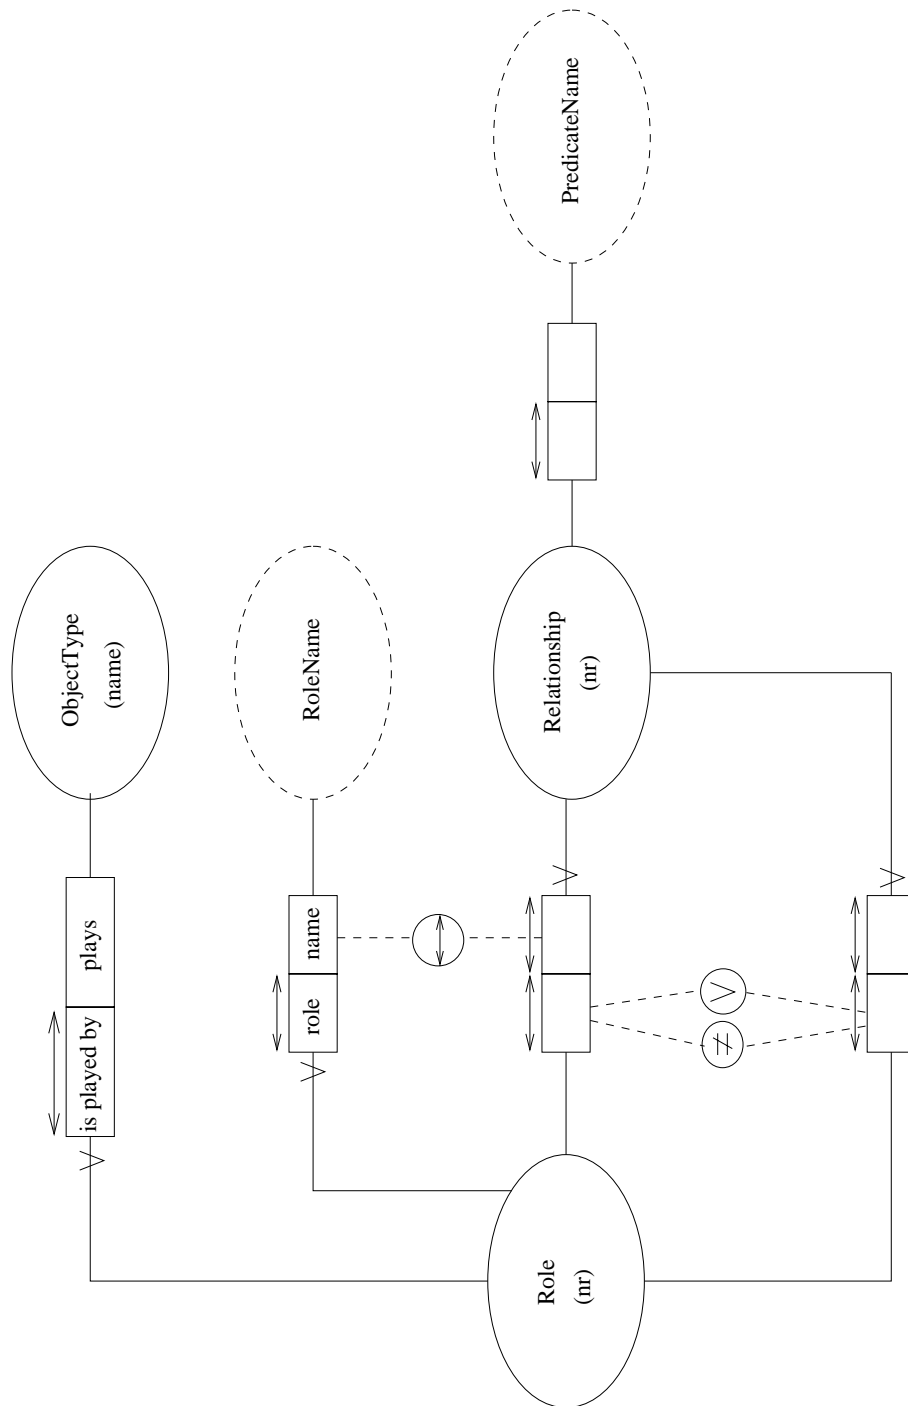 ObjectType
(name)
plays
is played by
RoleName
name
role
PredicateName
Relationship
(nr)
Role
(nr)